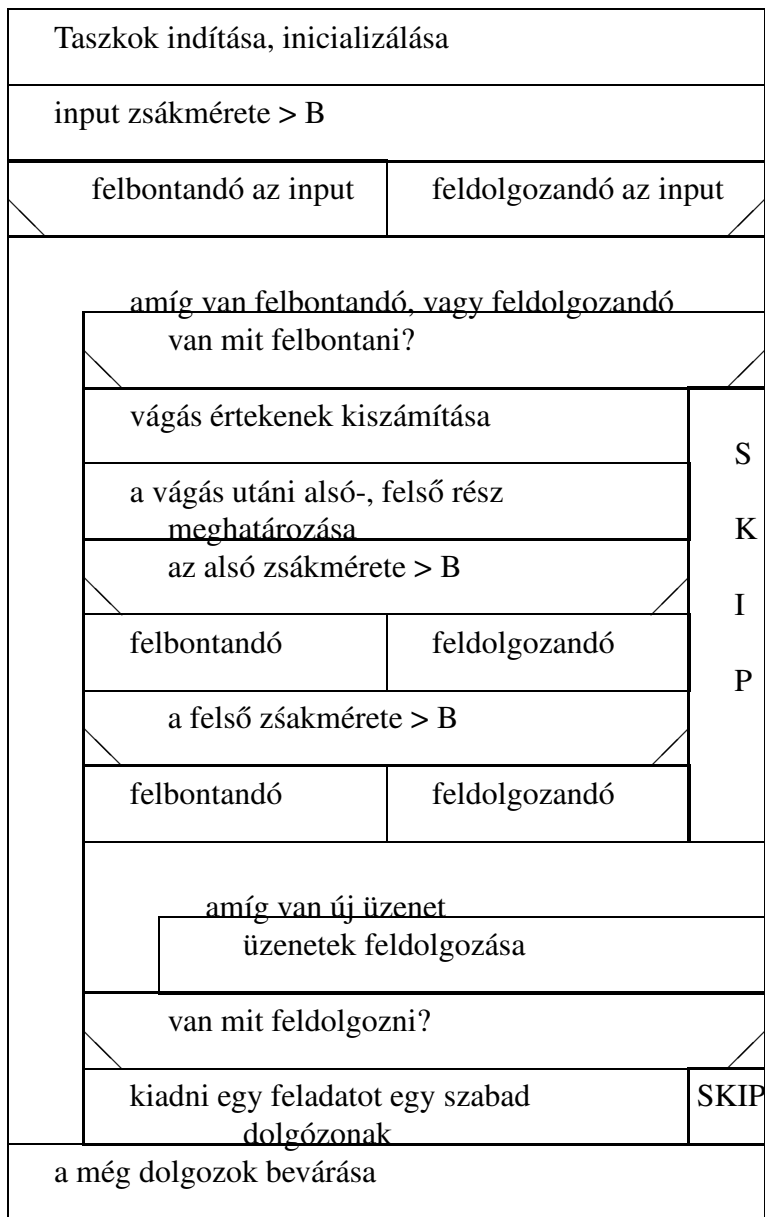 Taszkok indítása, inicializálása
input zsákmérete > B
felbontandó az input
feldolgozandó az input
amíg van felbontandó, vagy feldolgozandó
van mit felbontani?
vágás értekenek kiszámítása
a vágás utáni alsó-, felső rész
meghatározása
az alsó zsákmérete > B
felbontandó
feldolgozandó
a felső zśakmérete > B
felbontandó
feldolgozandó
S
K
I
P
amíg van új üzenet
üzenetek feldolgozása
van mit feldolgozni?
kiadni egy feladatot egy szabad
dolgózonak
SKIP
a még dolgozok bevárása